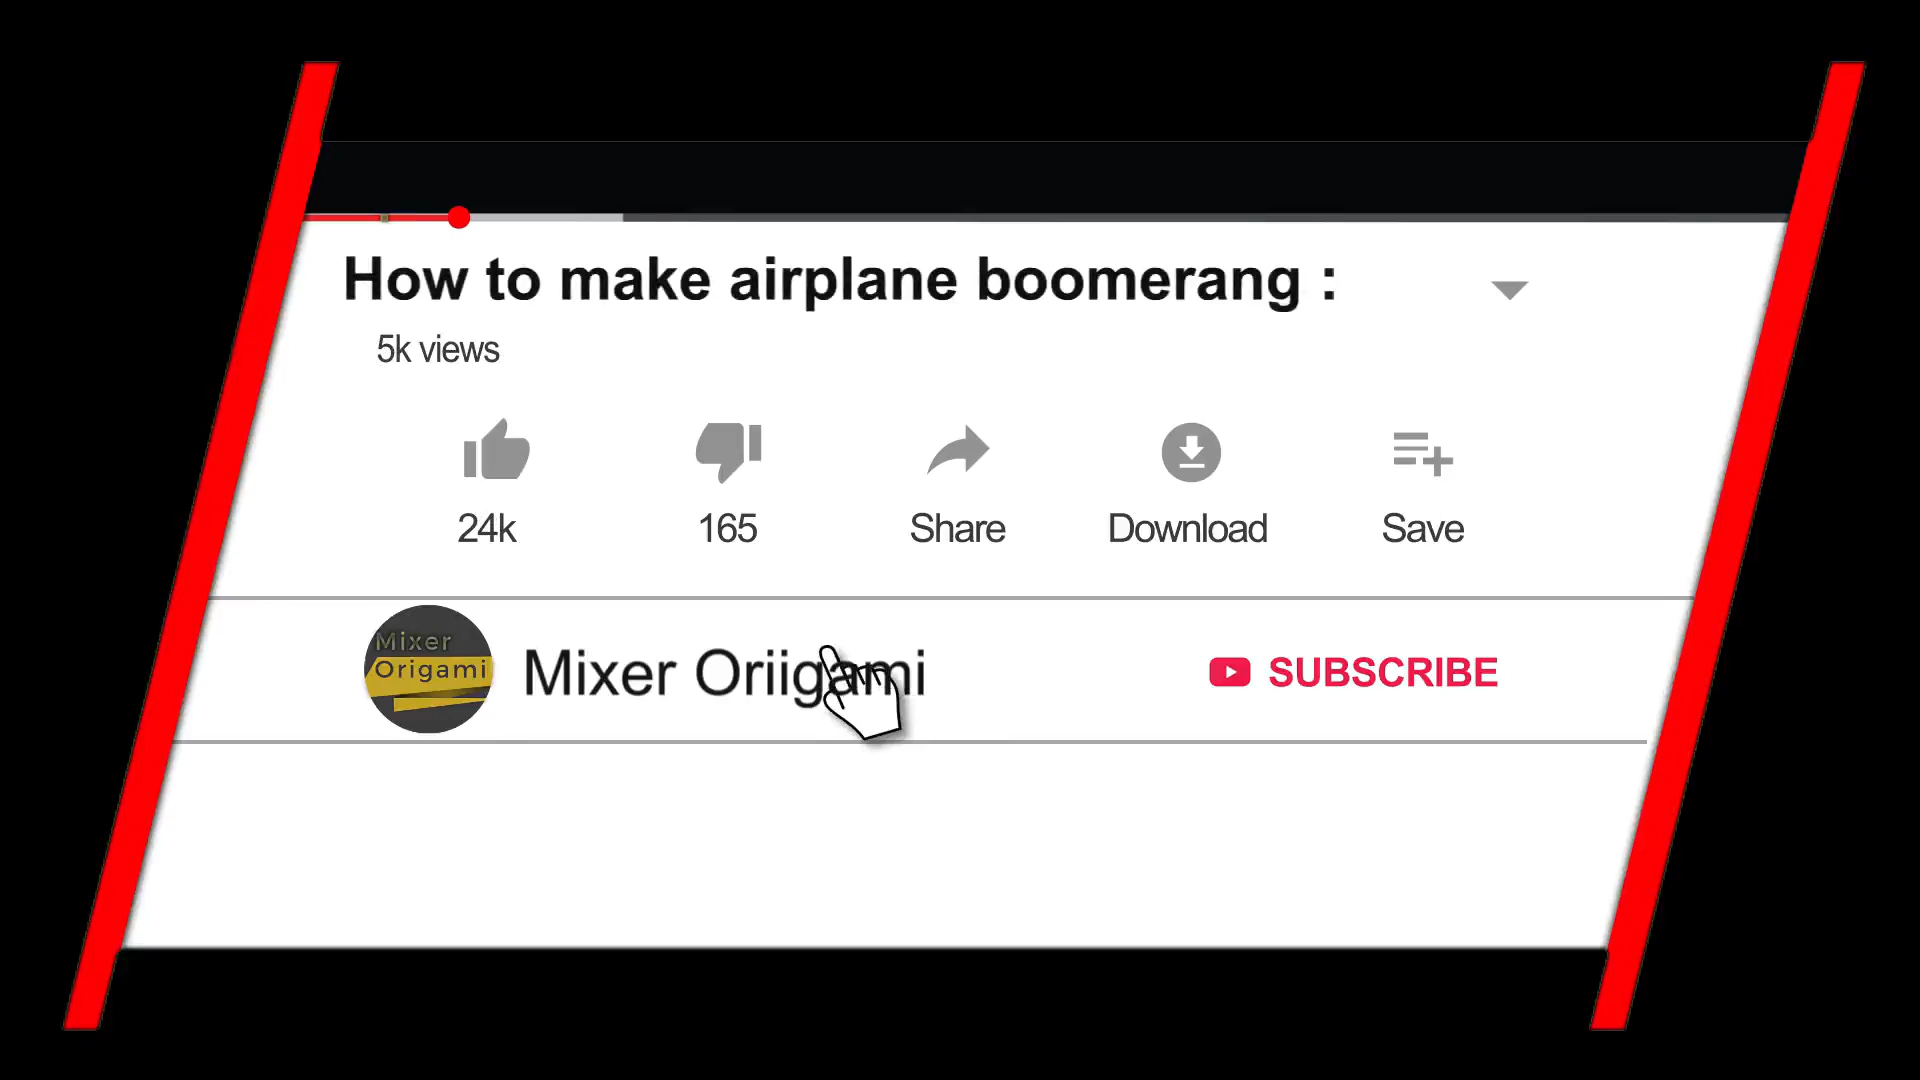 How to make airplane boomerang :
5k views
24k
165
Share
Download
Save
Mixer
Origami
Mixer Oriigami
SUBSCRIBE